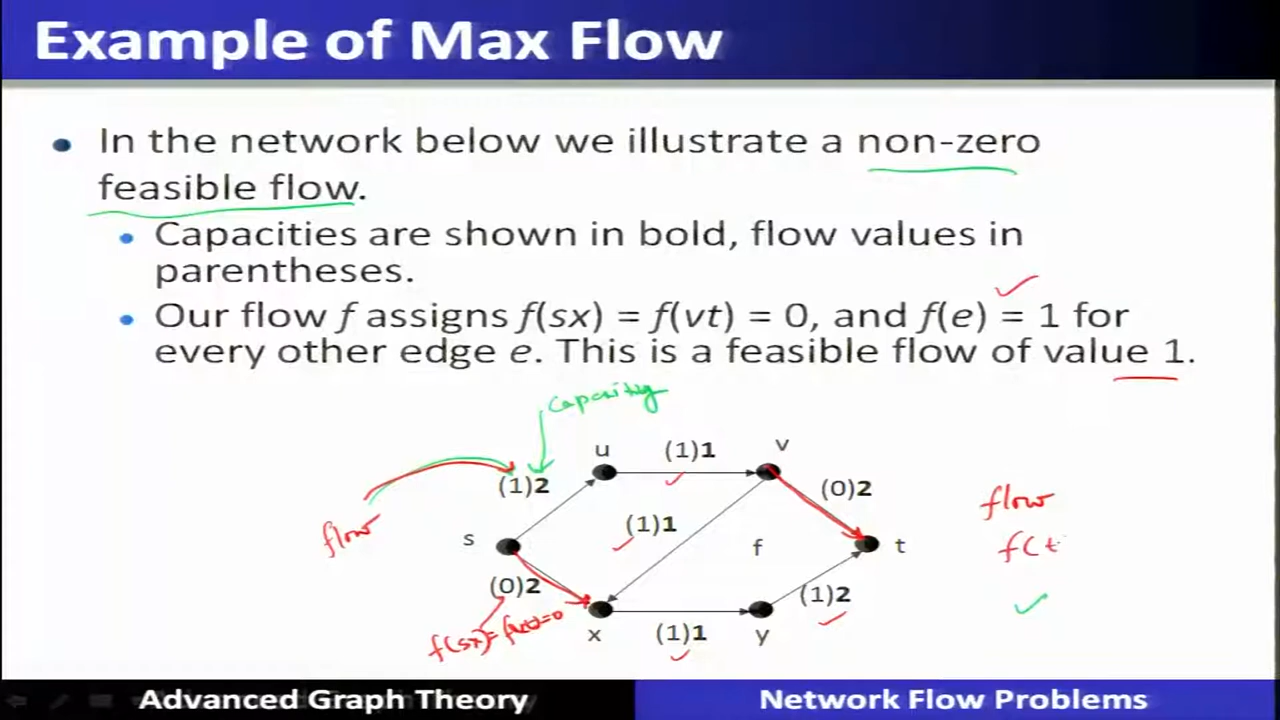 Example of Max Flow
In the network below we illustrate a non-zero
feasible flow.
Capacities are shown in bold, flow values in
parentheses.
Our flow f assigns f(sx) = f(vt) = 0, and f(e) = 1 for
every other edge e. This is a feasible flow of value 1.
capacity
u
(1)1
v
(1)2
(0)2
flow
flow
(1)1
s
f
t
f(t
(0)2
(1)2
f(sx)=f(vt)=0
x
(1)1
y
Advanced Graph Theory
Network Flow Problems